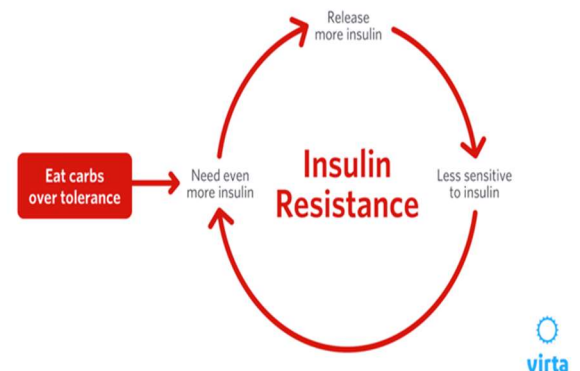 Release
more insulin
Eat carbs
over tolerance
Need even
more insulin
Insulin
Resistance
Less sensitive
to insulin
virta